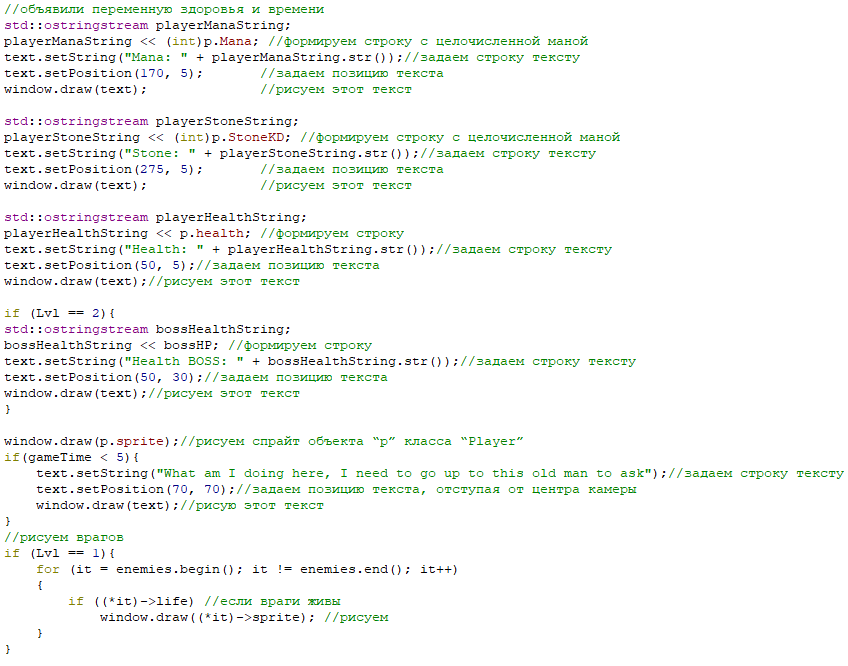 //объявили переменную здоровья и времени
std::ostringstream playerManaString;
playerManaString << (int)p.Mana; //формируем строку с целочисленной маной
text.setString("Mana: " + playerManaString.str());//задаем строку тексту
text.setPosition(170, 5);       //задаем позицию текста
window.draw(text);              //рисуем этот текст

std::ostringstream playerStoneString;
playerStoneString << (int)p.StoneKD; //формируем строку с целочисленной маной
text.setString("Stone: " + playerStoneString.str());//задаем строку тексту
text.setPosition(275, 5);       //задаем позицию текста
window.draw(text);              //рисуем этот текст

std::ostringstream playerHealthString;
playerHealthString << p.health; //формируем строку
text.setString("Health: " + playerHealthString.str());//задаем строку тексту
text.setPosition(50, 5);//задаем позицию текста
window.draw(text);//рисуем этот текст

if (Lvl == 2){
std::ostringstream bossHealthString;
bossHealthString << bossHP; //формируем строку
text.setString("Health BOSS: " + bossHealthString.str());//задаем строку тексту
text.setPosition(50, 30);//задаем позицию текста
window.draw(text);//рисуем этот текст
}

window.draw(p.sprite);//рисуем спрайт объекта “p” класса “Player”
if(gameTime < 5){
    text.setString("What am I doing here, I need to go up to this old man to ask");//задаем строку тексту
    text.setPosition(70, 70);//задаем позицию текста, отступая от центра камеры
    window.draw(text);//рисую этот текст
}
//рисуем врагов
if (Lvl == 1){
    for (it = enemies.begin(); it != enemies.end(); it++)
    {
        if ((*it)->life) //если враги живы
            window.draw((*it)->sprite); //рисуем
    }
}